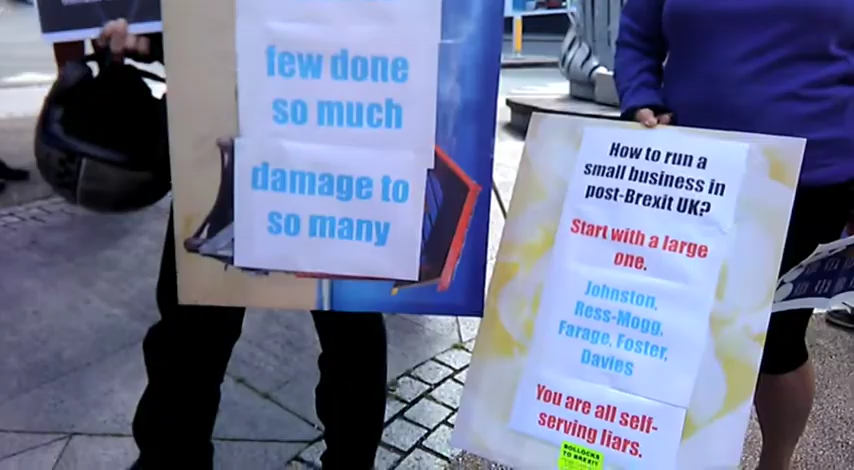 few done
so much
damage to
so many
How to run a
small business in
post-Brexit UK?
Start with a large
one.
Johnston,
Ress-Mogg,
Farage, Foster,
Davies
You are all self-
serving liars.
BOLLOCKS
TO BREXIT